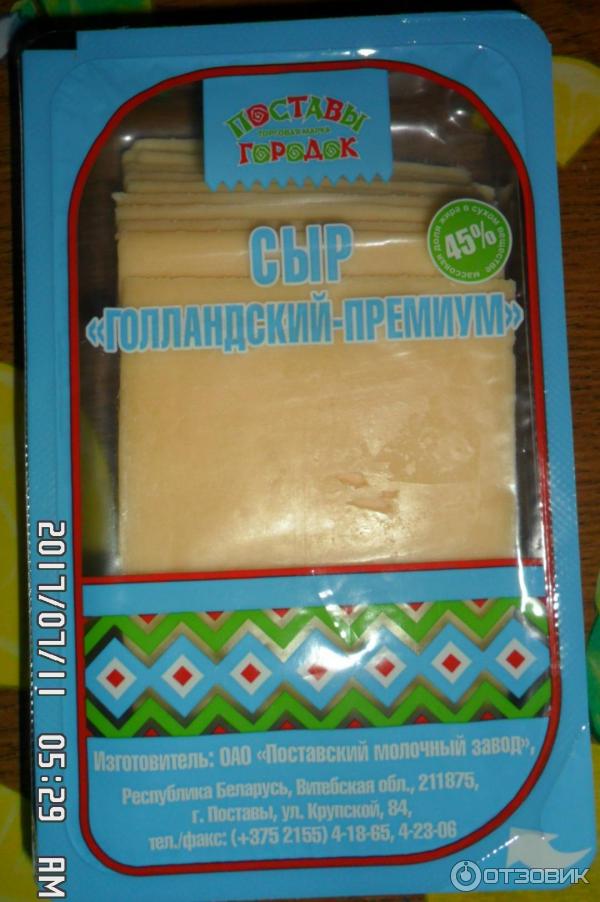 ПОСТАВЫ
ТОРГОВАЯ МАРКА
ГОРОДОК
массовая доля жира в сухом веществе
45%
СЫР
«ГОЛЛАНДСКИЙ-ПРЕМИУМ»
Изготовитель: ОАО «Поставский молочный завод»,
Республика Беларусь, Витебская обл., 211875,
г. Поставы, ул. Крупской, 84,
тел./факс: (+375 2155) 4-18-65, 4-23-06
2017/07/11 05:29 AM
ОТЗОВИК